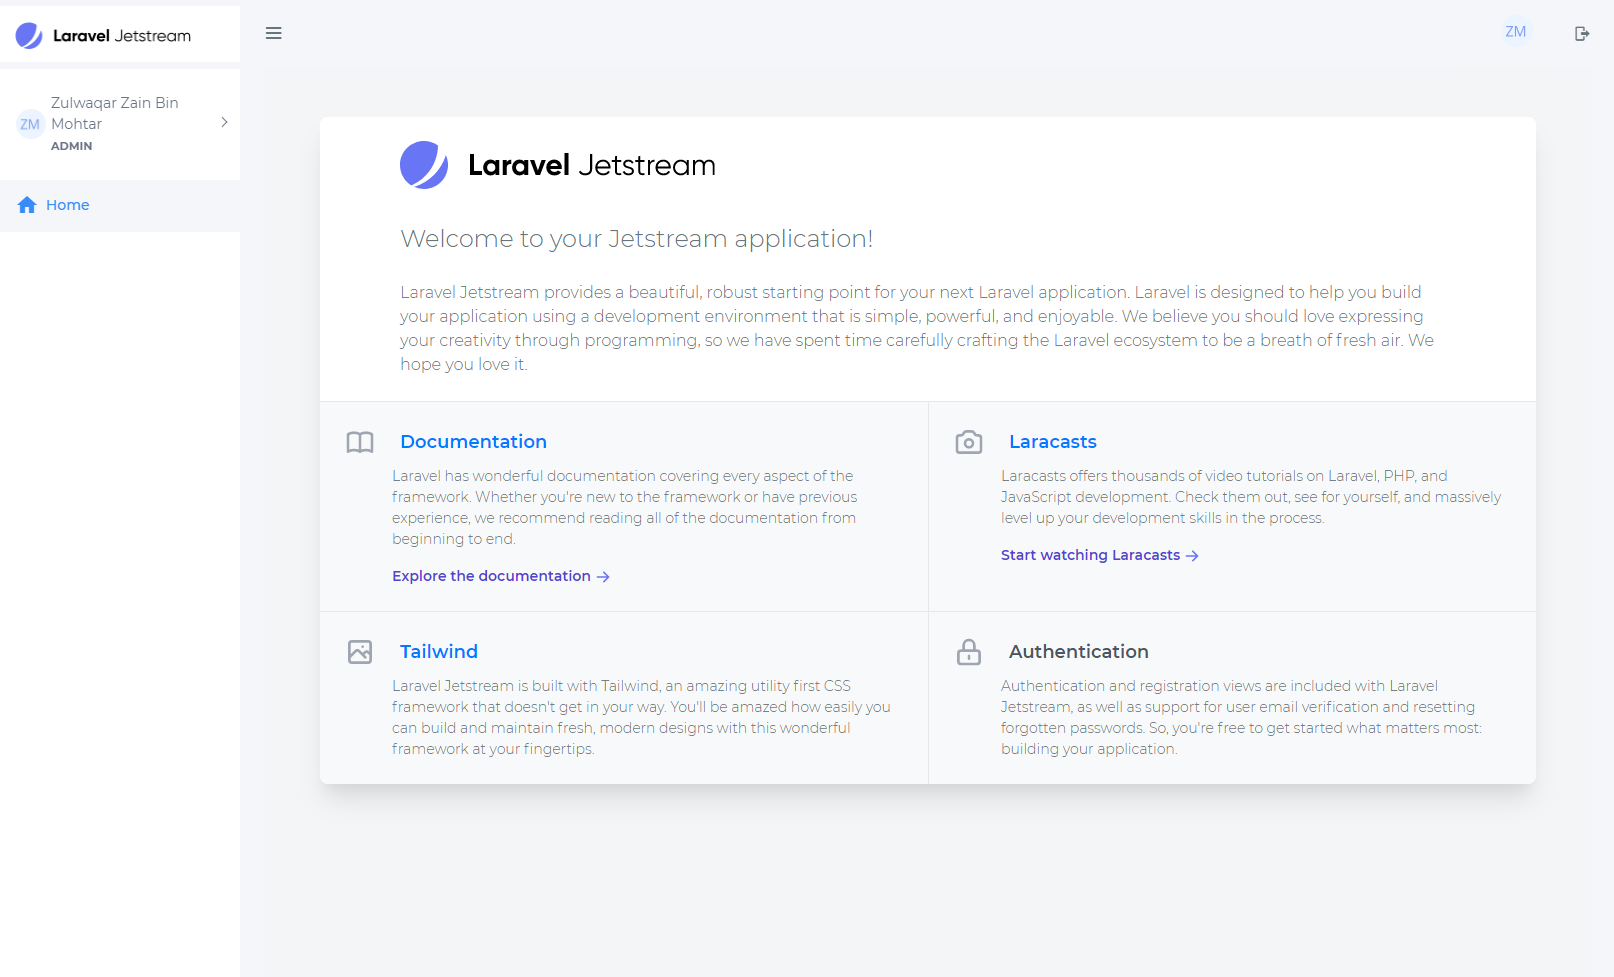 Laravel Jetstream
ZM
Zulwaqar Zain Bin
Mohtar
ADMIN
ZM
Home
Laravel Jetstream
Welcome to your Jetstream application!
Laravel Jetstream provides a beautiful, robust starting point for your next Laravel application. Laravel is designed to help you build
your application using a development environment that is simple, powerful, and enjoyable. We believe you should love expressing
your creativity through programming, so we have spent time carefully crafting the Laravel ecosystem to be a breath of fresh air. We
hope you love it.
Documentation
Laravel has wonderful documentation covering every aspect of the
framework. Whether you're new to the framework or have previous
experience, we recommend reading all of the documentation from
beginning to end.
Explore the documentation
Laracasts
Laracasts offers thousands of video tutorials on Laravel, PHP, and
JavaScript development. Check them out, see for yourself, and massively
level up your development skills in the process.
Start watching Laracasts
Tailwind
Laravel Jetstream is built with Tailwind, an amazing utility first CSS
framework that doesn't get in your way. You'll be amazed how easily you
can build and maintain fresh, modern designs with this wonderful
framework at your fingertips.
Authentication
Authentication and registration views are included with Laravel
Jetstream, as well as support for user email verification and resetting
forgotten passwords. So, you're free to get started what matters most:
building your application.